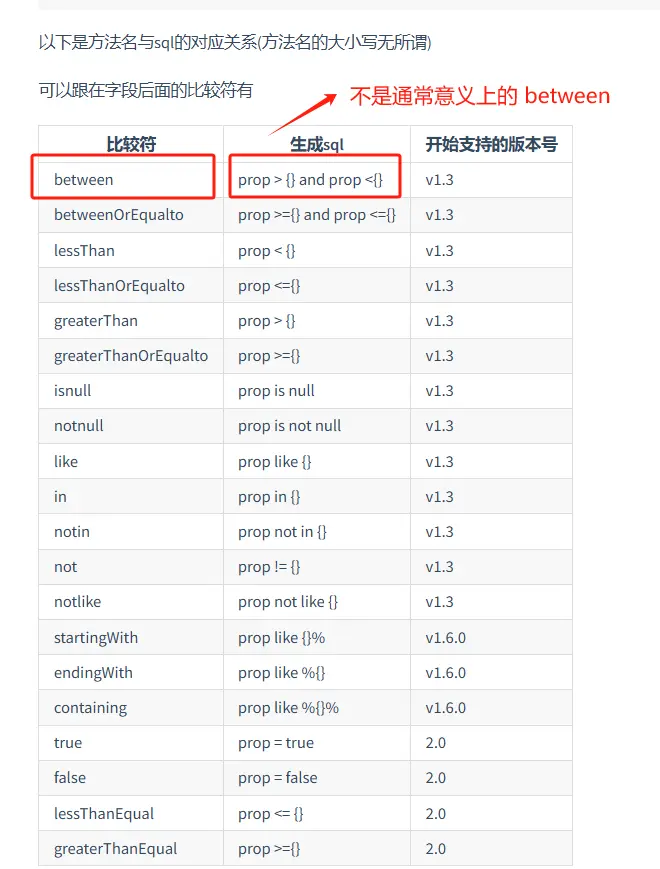 以下是方法名与sql的对应关系(方法名的大小写无所谓)
可以跟在字段后面的比较符有
不是通常意义上的 between
比较符 生成sql 开始支持的版本号
between prop > {} and prop <{} v1.3
betweenOrEqualto prop >={} and prop <={} v1.3
lessThan prop < {} v1.3
lessThanOrEqualto prop <={} v1.3
greaterThan prop > {} v1.3
greaterThanOrEqualto prop >={} v1.3
isnull prop is null v1.3
notnull prop is not null v1.3
like prop like {} v1.3
in prop in {} v1.3
notin prop not in {} v1.3
not prop != {} v1.3
notlike prop not like {} v1.3
startingWith prop like {}% v1.6.0
endingWith prop like %{} v1.6.0
containing prop like %{}% v1.6.0
true prop = true 2.0
false prop = false 2.0
lessThanEqual prop <= {} 2.0
greaterThanEqual prop >={} 2.0